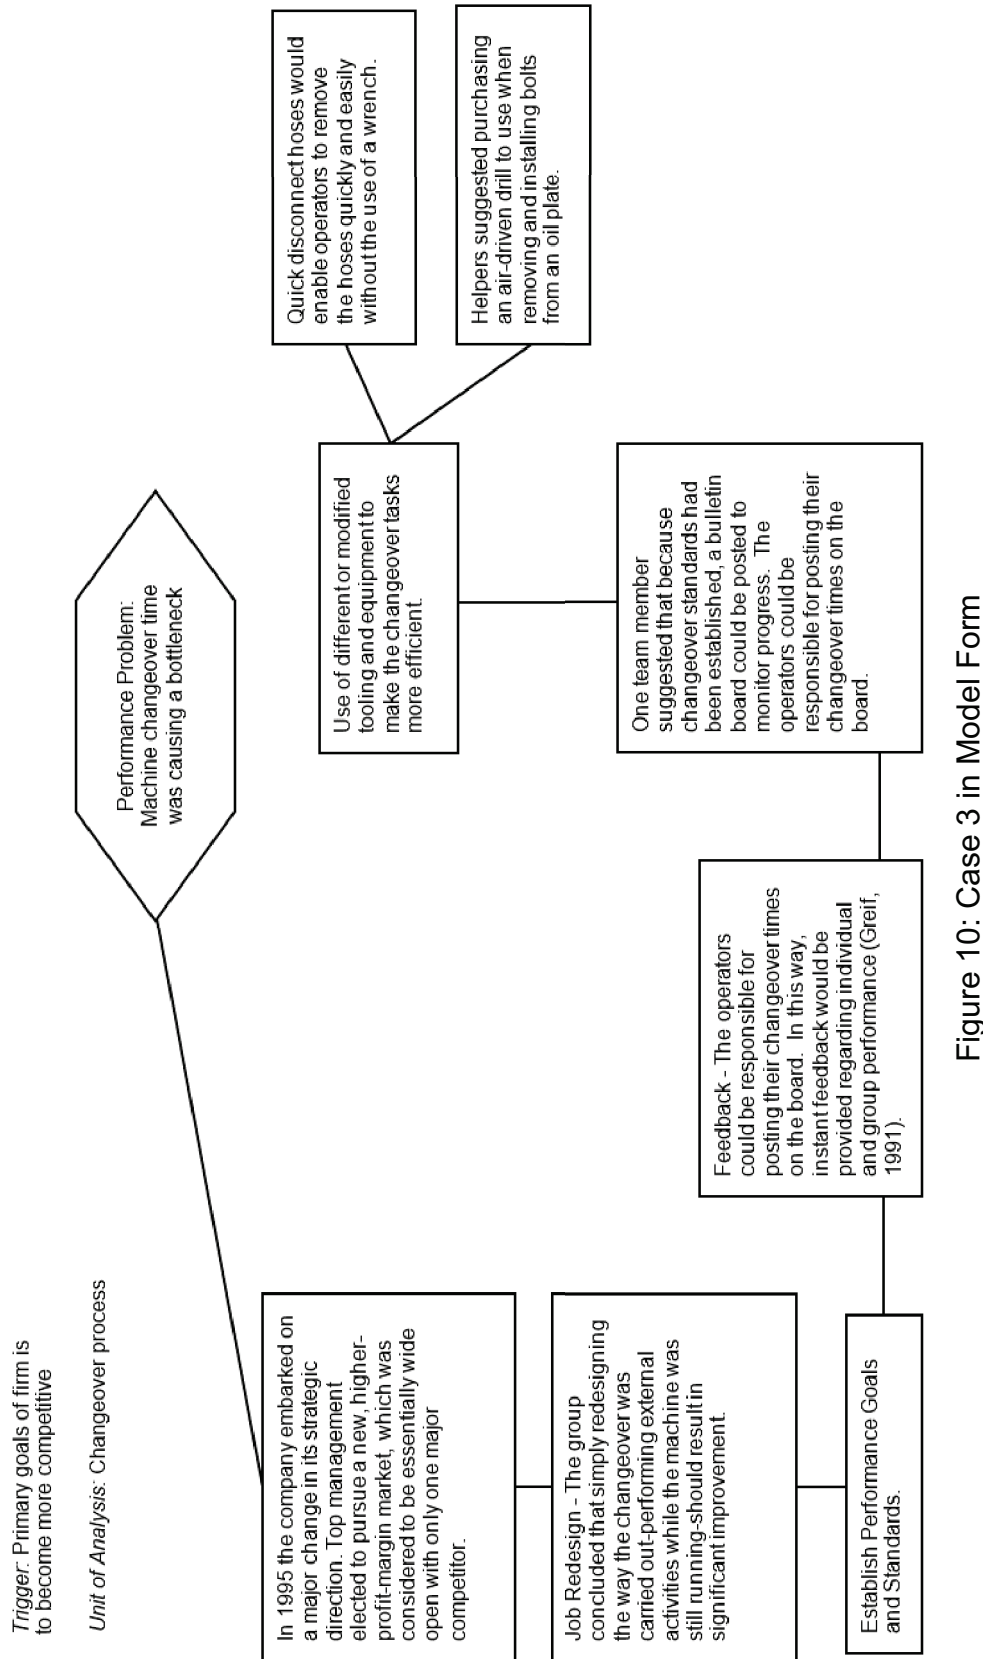 Trigger: Primary goals of firm is
to become more competitive
Unit of Analysis: Changeover process
Performance Problem:
Machine changeover time
was causing a bottleneck
In 1995 the company embarked on
a major change in its strategic
direction. Top management
elected to pursue a new, higher-
profit-margin market, which was
considered to be essentially wide
open with only one major
competitor.
Job Redesign - The group
concluded that simply redesigning
the way the changeover was
carried out-performing external
activities while the machine was
still running-should result in
significant improvement.
Establish Performance Goals
and Standards.
Feedback - The operators
could be responsible for
posting their changeover times
on the board. In this way,
instant feedback would be
provided regarding individual
and group performance (Greif,
1991).
One team member
suggested that because
changeover standards had
been established, a bulletin
board could be posted to
monitor progress. The
operators could be
responsible for posting their
changeover times on the
board.
Use of different or modified
tooling and equipment to
make the changeover tasks
more efficient.
Quick disconnect hoses would
enable operators to remove
the hoses quickly and easily
without the use of a wrench.
Helpers suggested purchasing
an air-driven drill to use when
removing and installing bolts
from an oil plate.
Figure 10: Case 3 in Model Form